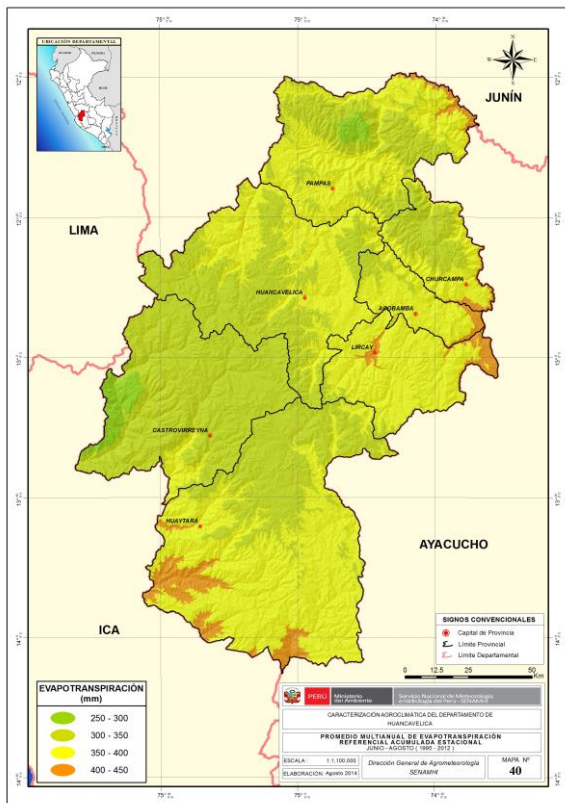 UBICACIÓN DEPARTAMENTAL
ECUADOR
COLOMBIA
BRASIL
JUNÍN
LIMA
PAMPAS
CHURCAMPA
HUANCAVELICA
ACOBAMBA
LIRCAY
CASTROVIRREYNA
HUAYTARÁ
AYACUCHO
ICA
SIGNOS CONVENCIONALES
Capital de Provincia
Límite Provincial
Límite Departamental
0 12.5 25 50
Km
EVAPOTRANSPIRACIÓN
(mm)
250 - 300
300 - 350
350 - 400
400 - 450
PERÚ Ministerio del Ambiente Servicio Nacional de Meteorología e Hidrología del Perú - SENAMHI
CARACTERIZACIÓN AGROCLIMÁTICA DEL DEPARTAMENTO DE
HUANCAVELICA
PROMEDIO MULTIANUAL DE EVAPOTRANSPIRACIÓN
REFERENCIAL ACUMULADA ESTACIONAL
JUNIO - AGOSTO ( 1995 - 2012 )
ESCALA : 1:1,100,000
ELABORACIÓN: Agosto 2014
Dirección General de Agrometeorología
SENAMHI
MAPA Nº
40